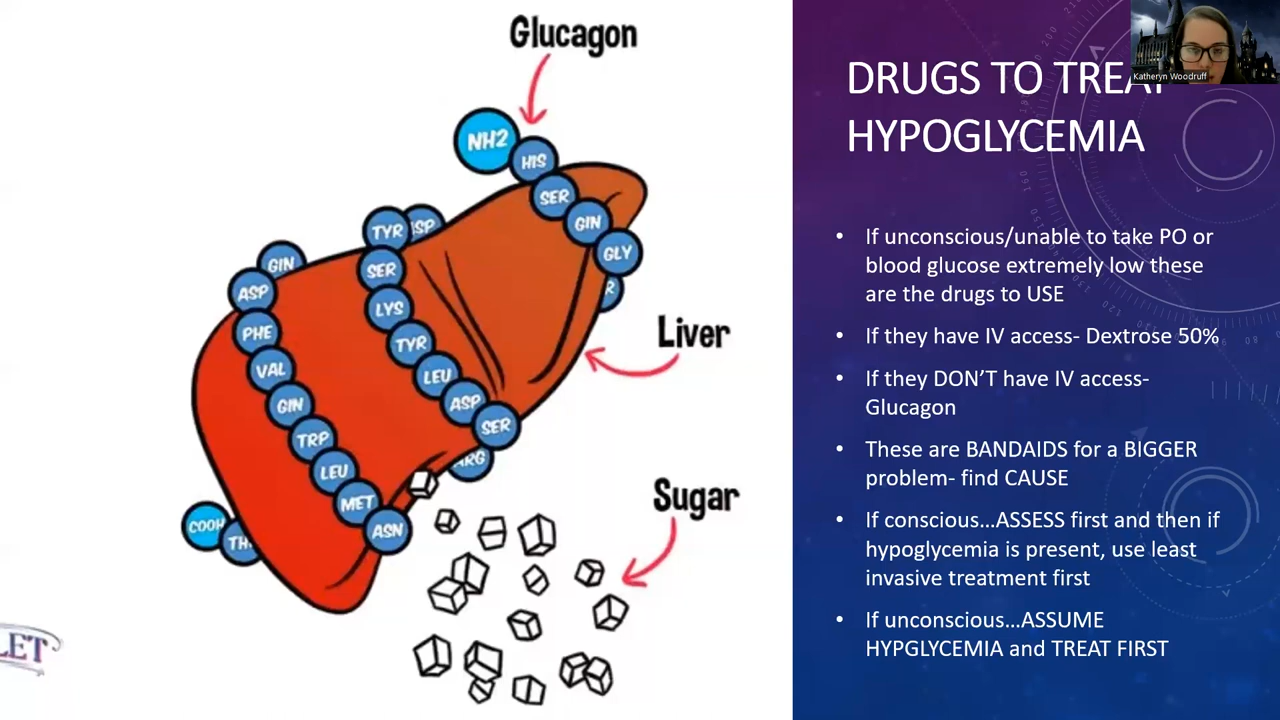 Glucagon
NH2
HIS
SER
GIN
GLY
TYR
SER
LYS
TYR
LEU
ASP
SER
GIN
ASP
PHE
VAL
GIN
TRP
LEU
MET
ASN
COOH
Liver
Sugar
LET
Katheryn Woodruff
DRUGS TO TREAT
HYPOGLYCEMIA
• If unconscious/unable to take PO or
blood glucose extremely low these
are the drugs to USE
• If they have IV access- Dextrose 50%
• If they DON’T have IV access-
Glucagon
• These are BANDAIDS for a BIGGER
problem- find CAUSE
• If conscious…ASSESS first and then if
hypoglycemia is present, use least
invasive treatment first
• If unconscious…ASSUME
HYPGLYCEMIA and TREAT FIRST